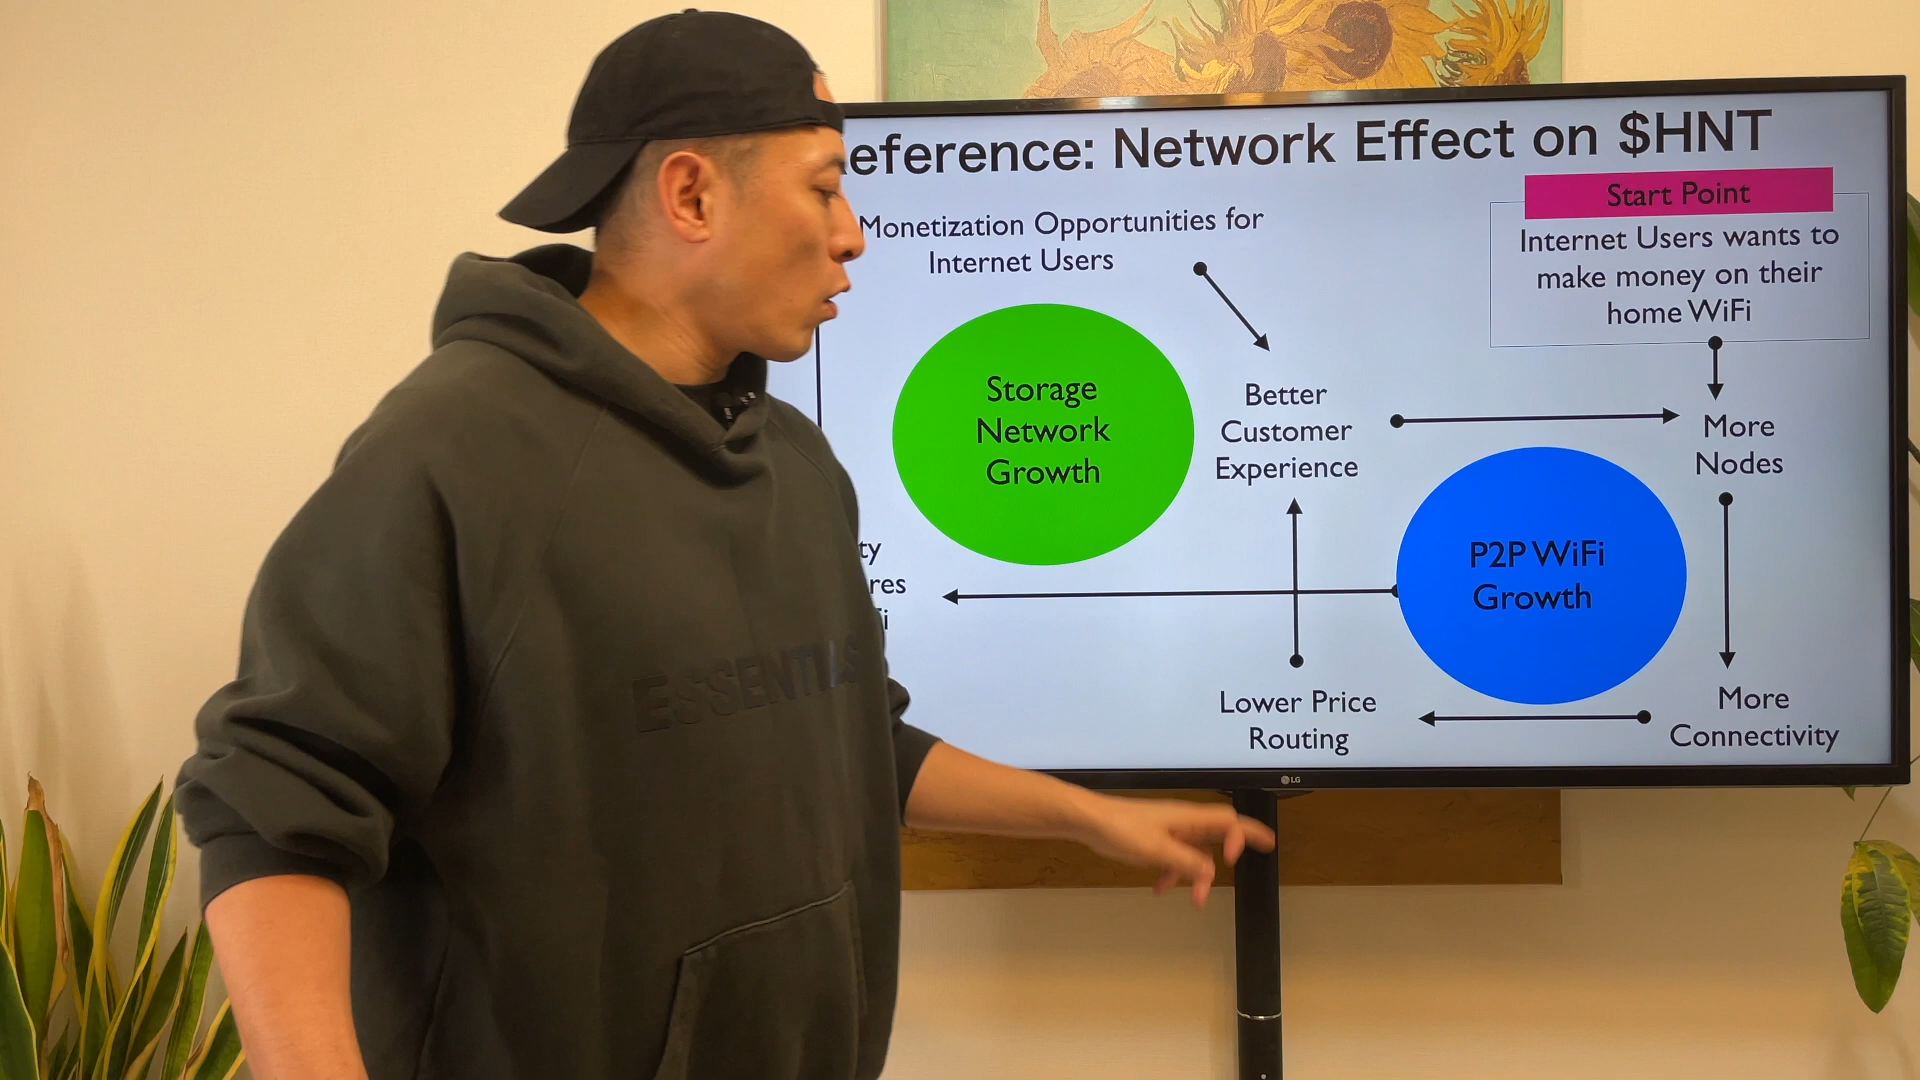 eference: Network Effect on $HNT
Monetization Opportunities for
Internet Users
Start Point
Internet Users wants to
make money on their
home WiFi
Storage
Network
Growth
Better
Customer
Experience
More
Nodes
P2P WiFi
Growth
ty
res
i
Lower Price
Routing
More
Connectivity
LG
ESSENTIALS